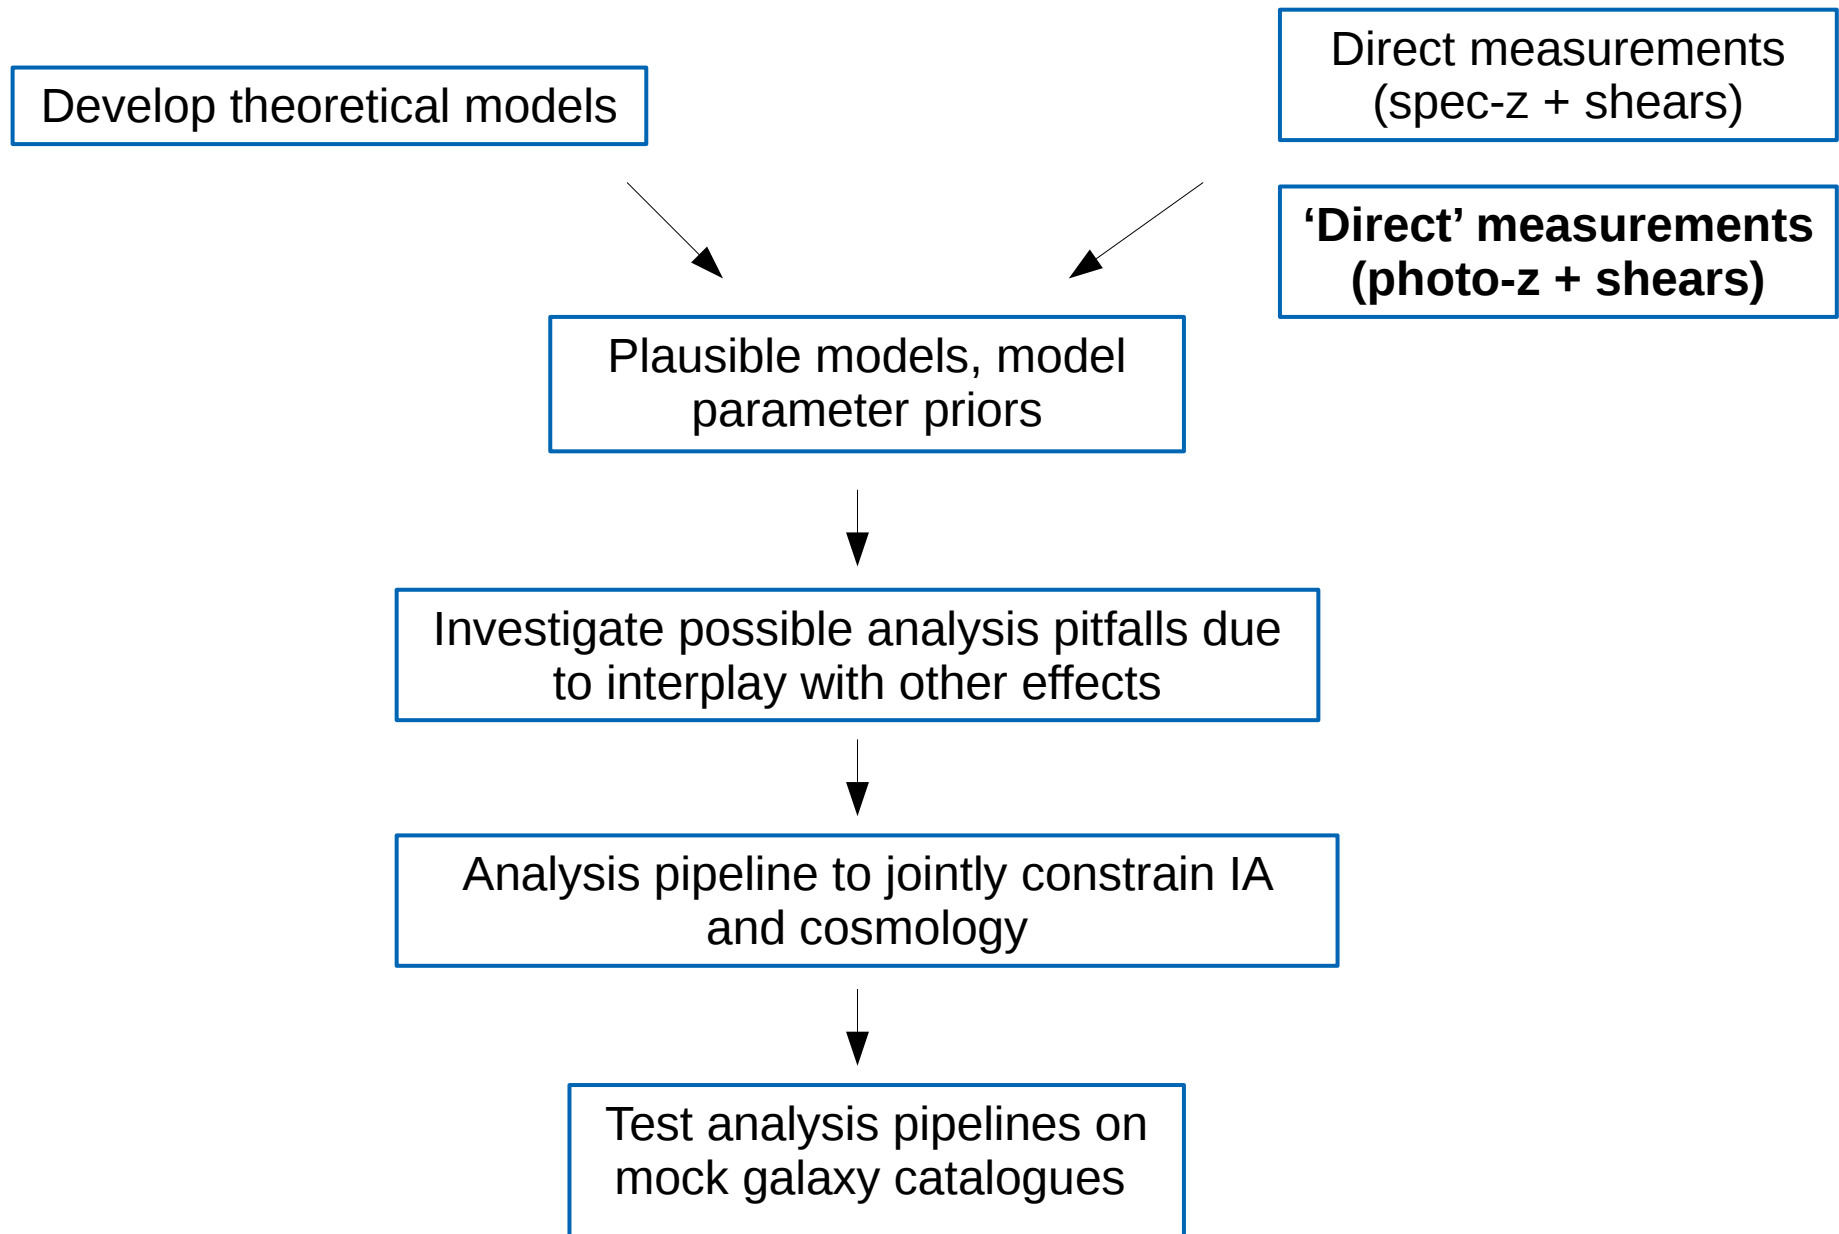 Develop theoretical models
Direct measurements
(spec-z + shears)
‘Direct’ measurements
(photo-z + shears)
Plausible models, model
parameter priors
Investigate possible analysis pitfalls due
to interplay with other effects
Analysis pipeline to jointly constrain IA
and cosmology
Test analysis pipelines on
mock galaxy catalogues